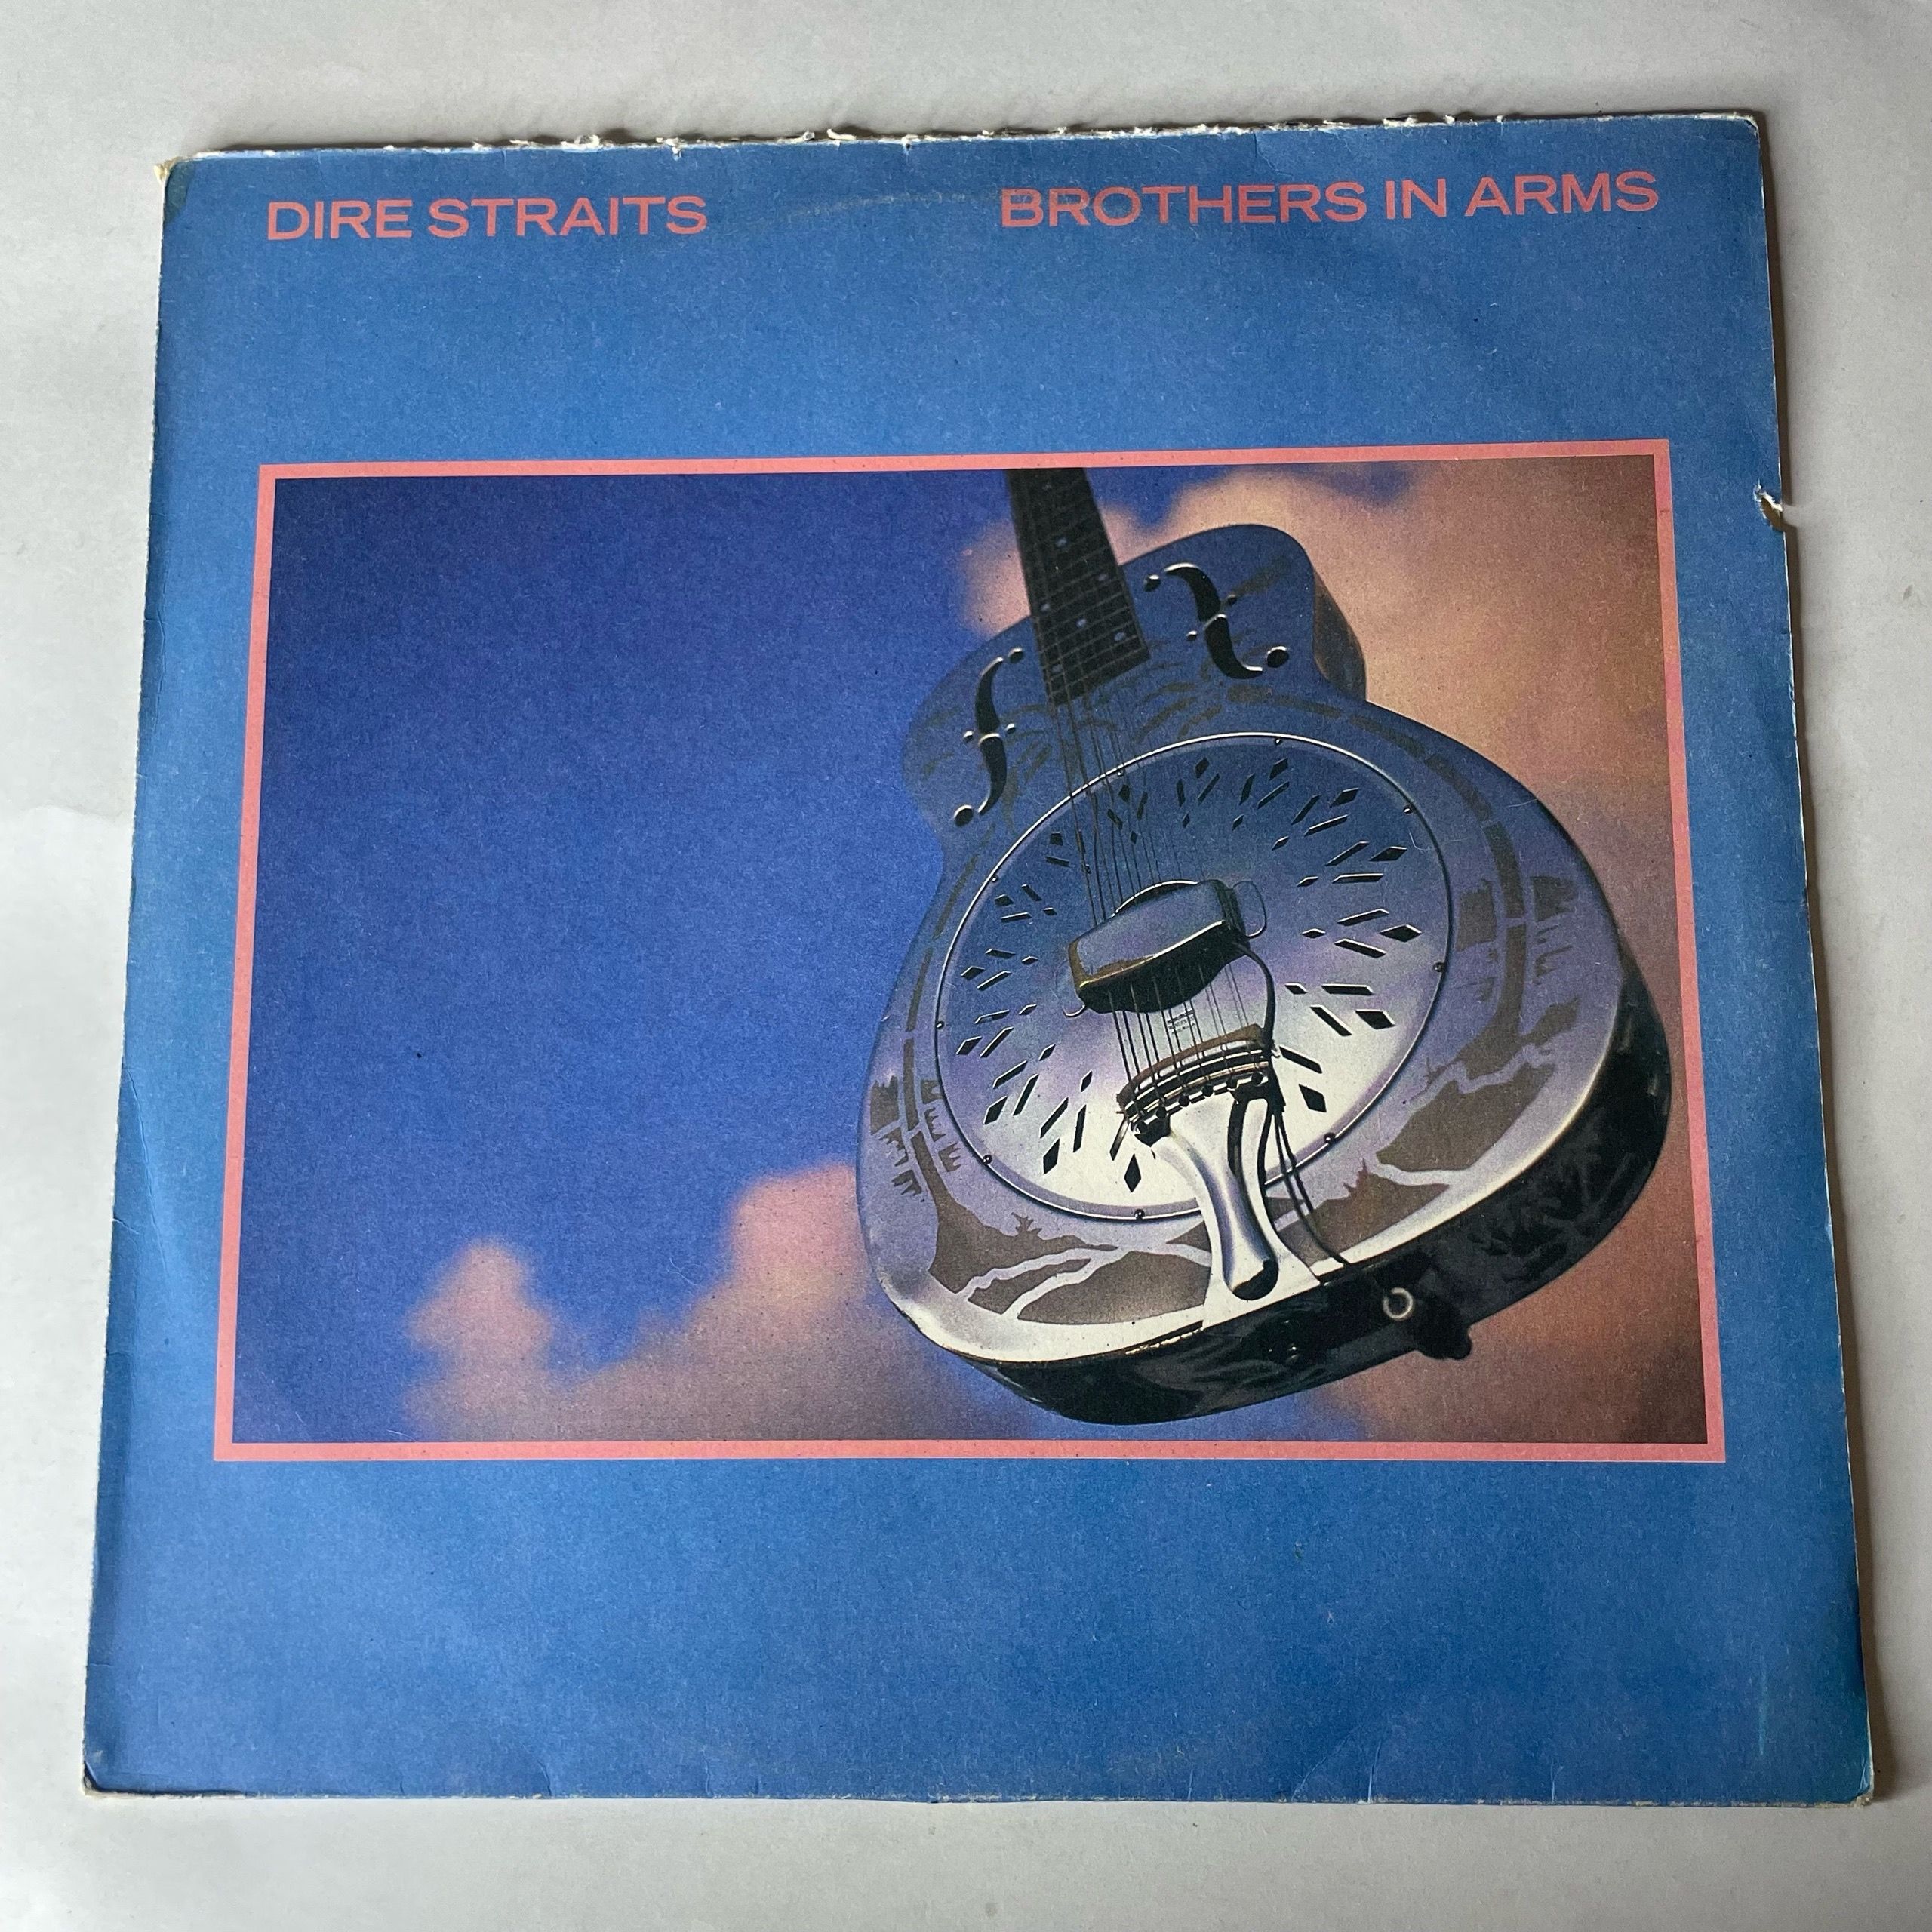 DIRE STRAITS BROTHERS IN ARMS